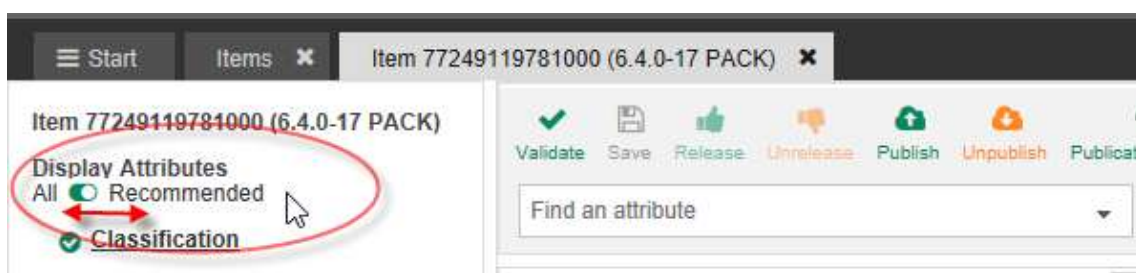 Start Items Item 77249119781000 (6.4.0-17 PACK)
Item 77249119781000 (6.4.0-17 PACK)
Display Attributes
All Recommended
Classification
Validate Save Release Unrelease Publish Unpublish Publicat
Find an attribute